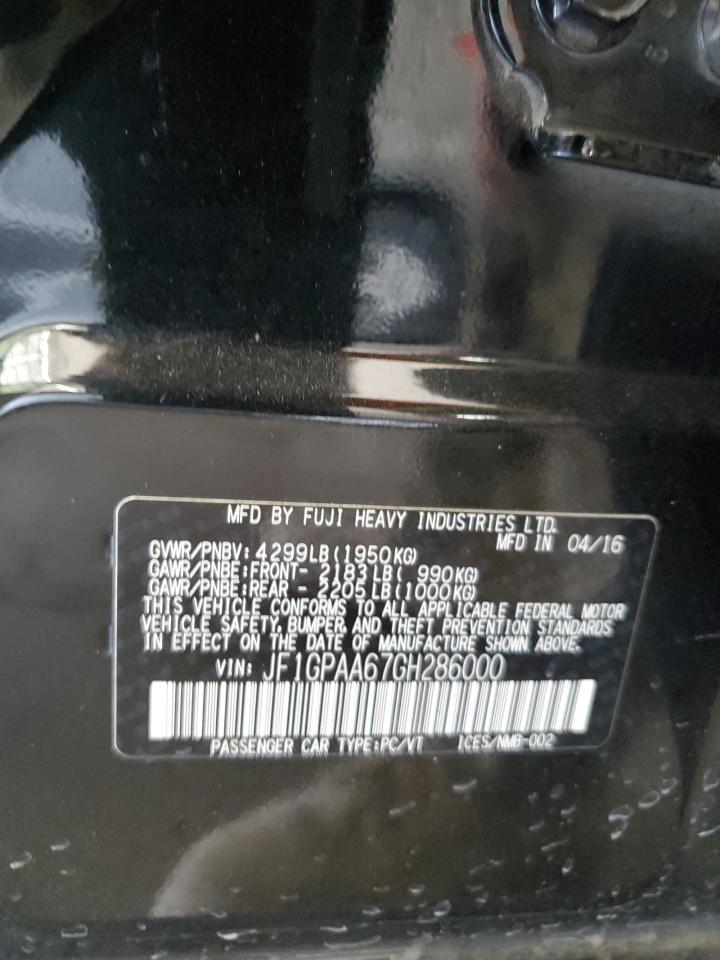 MFD BY FUJI HEAVY INDUSTRIES LTD.
MFD IN 04/16
GVWR/PNBV: 4299LB(1950KG)
GAWR/PNBE:FRONT- 2183LB( 990KG)
GAWR/PNBE:REAR - 2205LB(1000KG)
THIS VEHICLE CONFORMS TO ALL APPLICABLE FEDERAL MOTOR
VEHICLE SAFETY, BUMPER, AND THEFT PREVENTION STANDARDS
IN EFFECT ON THE DATE OF MANUFACTURE SHOWN ABOVE.
VIN: JF1GPAA67GH286000
PASSENGER CAR TYPE:PC/VT ICES/NMB-002